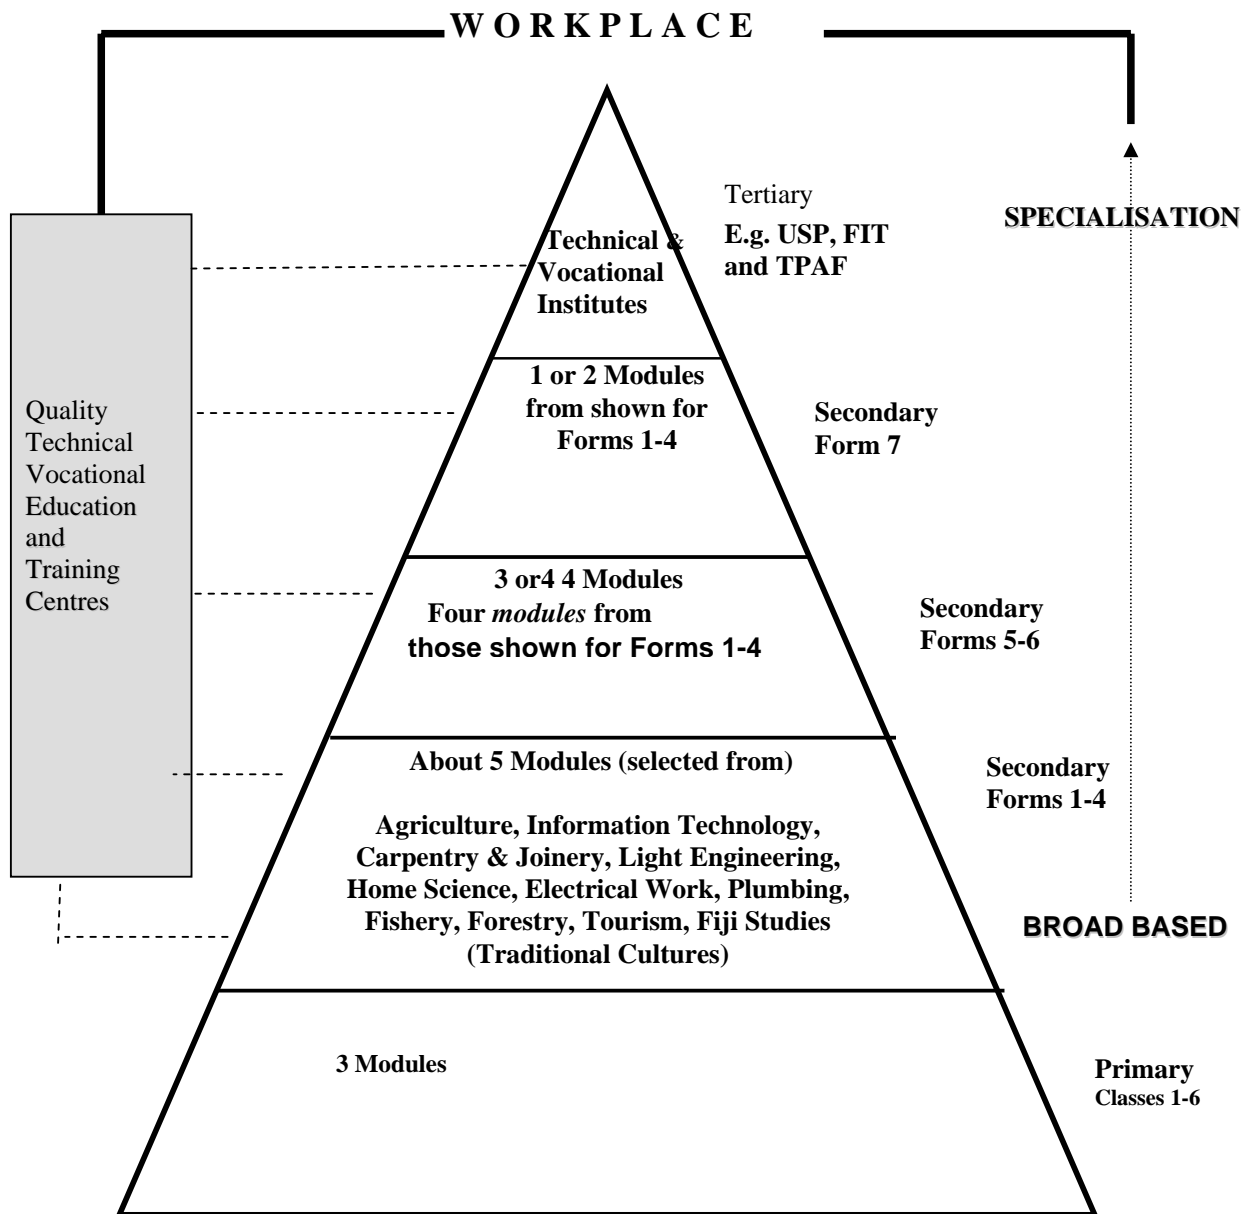 W O R K P L A C E
Tertiary
E.g. USP, FIT
and TPAF
SPECIALISATION
Technical &
Vocational
Institutes
1 or 2 Modules
from shown for
Forms 1-4
Secondary
Form 7
Quality
Technical
Vocational
Education
and
Training
Centres
3 or4 4 Modules
Four modules from
those shown for Forms 1-4
Secondary
Forms 5-6
About 5 Modules (selected from)
Agriculture, Information Technology,
Carpentry & Joinery, Light Engineering,
Home Science, Electrical Work, Plumbing,
Fishery, Forestry, Tourism, Fiji Studies
(Traditional Cultures)
Secondary
Forms 1-4
BROAD BASED
3 Modules
Primary
Classes 1-6